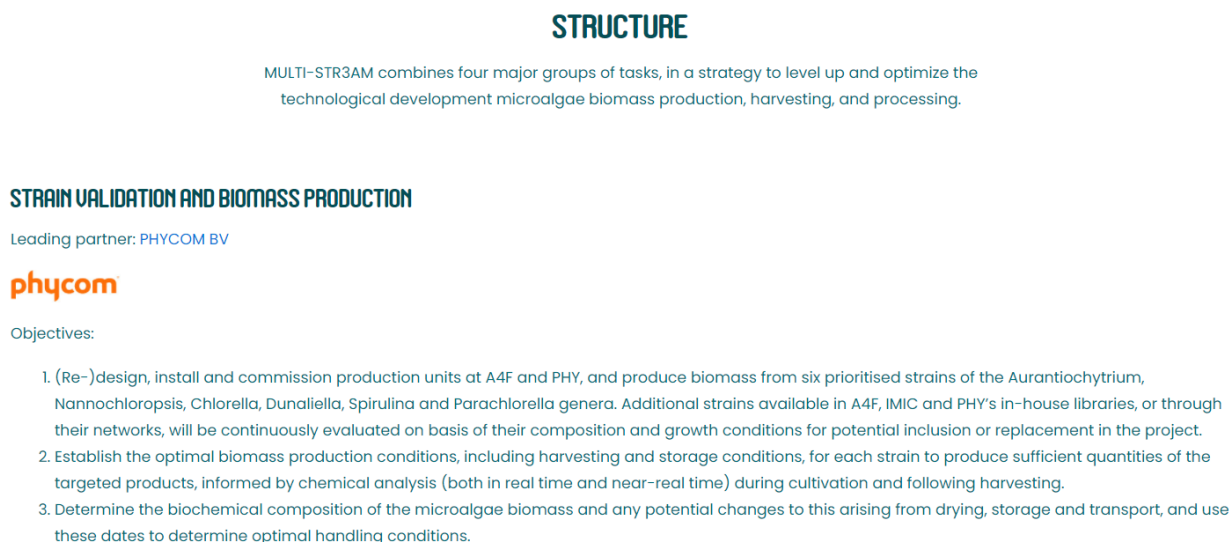 STRUCTURE
MULTI-STR3AM combines four major groups of tasks, in a strategy to level up and optimize the
technological development microalgae biomass production, harvesting, and processing.
STRAIN VALIDATION AND BIOMASS PRODUCTION
Leading partner: PHYCOM BV
phycom
Objectives:
1. (Re-)design, install and commission production units at A4F and PHY, and produce biomass from six prioritised strains of the Aurantiochytrium,
Nannochloropsis, Chlorella, Dunaliella, Spirulina and Parachlorella genera. Additional strains available in A4F, IMIC and PHY's in-house libraries, or through
their networks, will be continuously evaluated on basis of their composition and growth conditions for potential inclusion or replacement in the project.
2. Establish the optimal biomass production conditions, including harvesting and storage conditions, for each strain to produce sufficient quantities of the
targeted products, informed by chemical analysis (both in real time and near-real time) during cultivation and following harvesting.
3. Determine the biochemical composition of the microalgae biomass and any potential changes to this arising from drying, storage and transport, and use
these dates to determine optimal handling conditions.